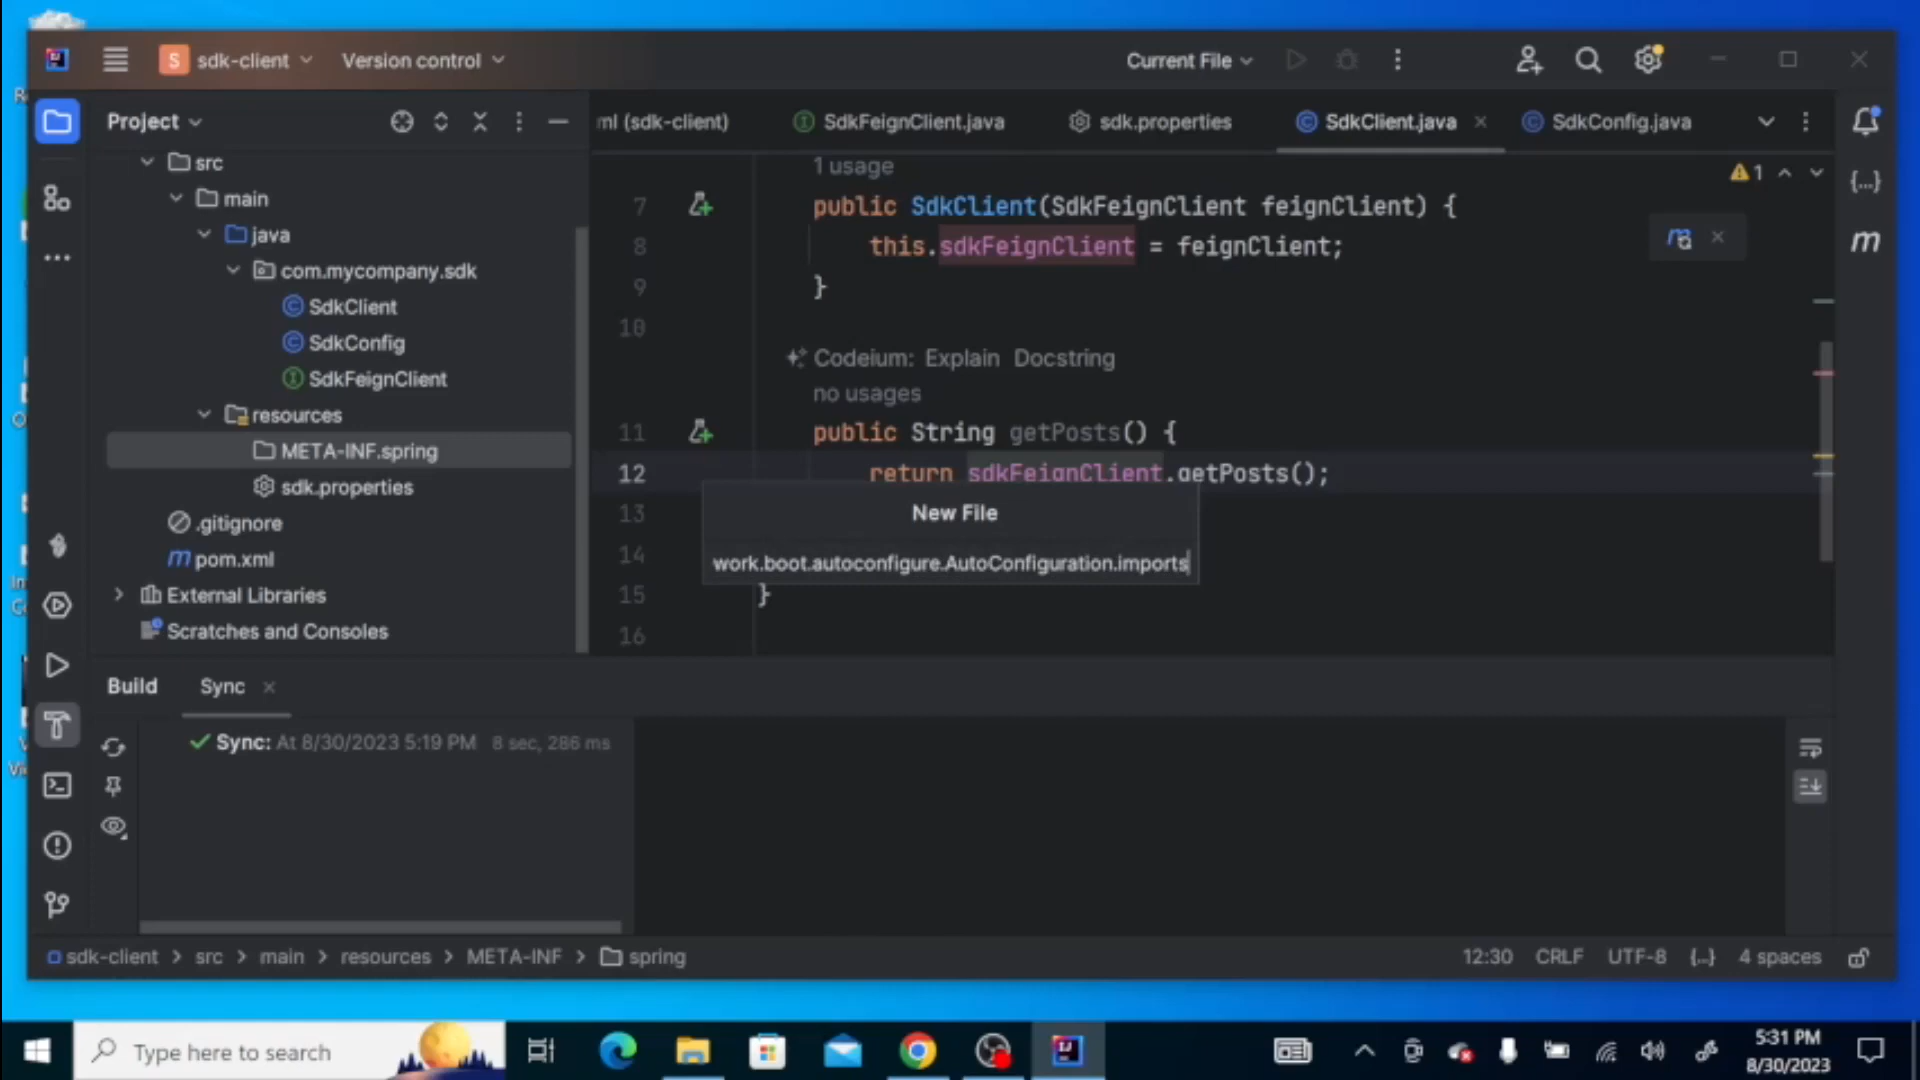 S sdk-client
Version control
Current File
Project
ml (sdk-client)
SdkFeignClient.java
sdk.properties
SdkClient.java
SdkConfig.java
src
main
java
com.mycompany.sdk
SdkClient
SdkConfig
SdkFeignClient
resources
META-INF.spring
sdk.properties
.gitignore
pom.xml
External Libraries
Scratches and Consoles
1 usage
1
7 public SdkClient(SdkFeignClient feignClient) {
8 this.sdkFeignClient = feignClient;
9 }
10
Codeium: Explain Docstring
no usages
11 public String getPosts() {
12 return sdkFeignClient.getPosts();
13
14
15 }
16
New File
work.boot.autoconfigure.AutoConfiguration.imports
Build
Sync
Sync: At 8/30/2023 5:19 PM 8 sec, 286 ms
sdk-client > src > main > resources > META-INF > spring
12:30 CRLF UTF-8 {..} 4 spaces
Type here to search
5:31 PM
8/30/2023